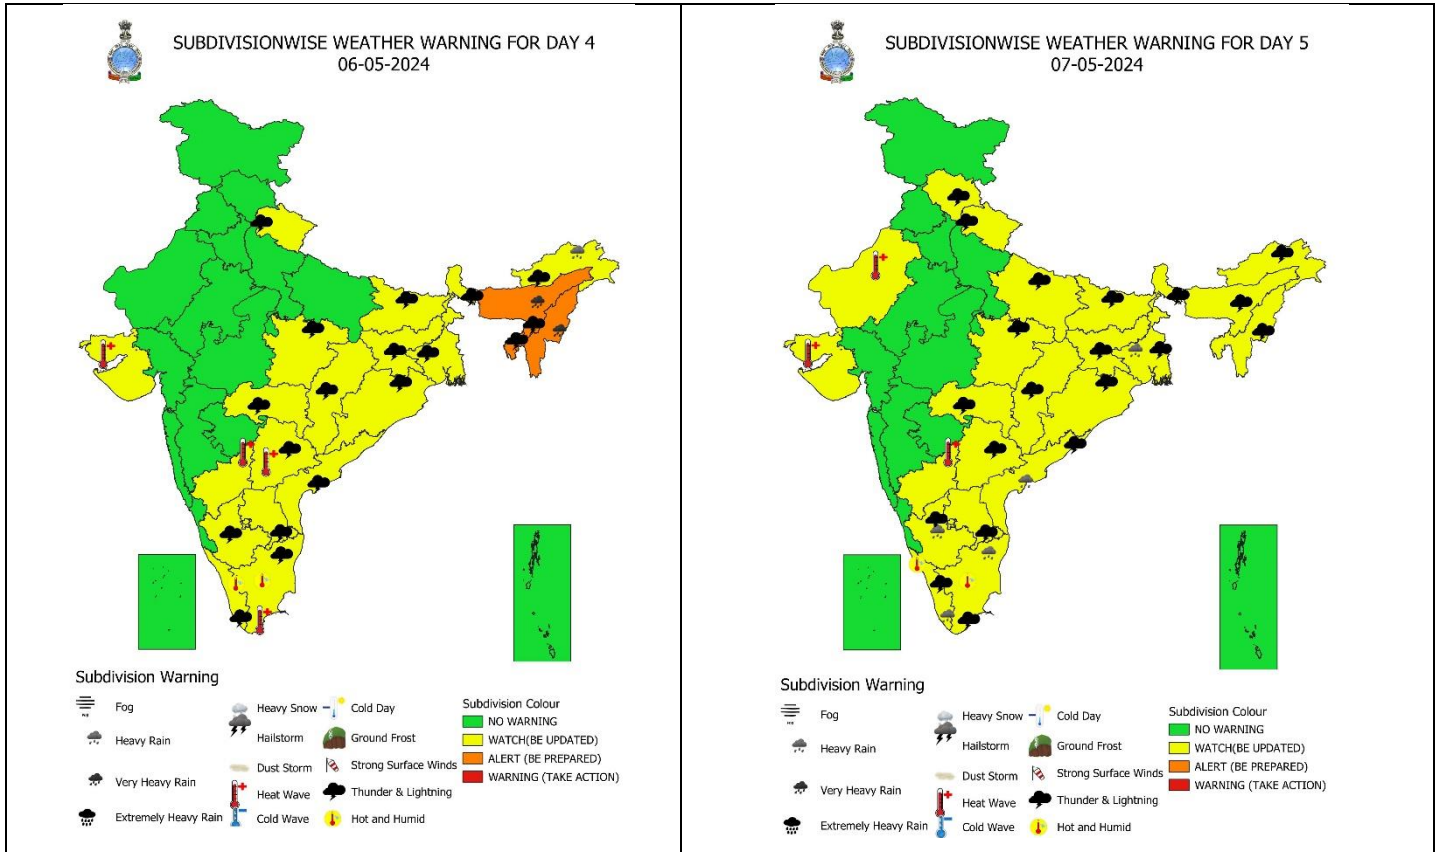 SUBDIVISIONWISE WEATHER WARNING FOR DAY 4
06-05-2024
Subdivision Warning
Fog
Heavy Rain
Very Heavy Rain
Extremely Heavy Rain
Heavy Snow
Hailstorm
Dust Storm
Heat Wave
Cold Wave
Cold Day
Ground Frost
Strong Surface Winds
Thunder & Lightning
Hot and Humid
Subdivision Colour
NO WARNING
WATCH(BE UPDATED)
ALERT (BE PREPARED)
WARNING (TAKE ACTION)
SUBDIVISIONWISE WEATHER WARNING FOR DAY 5
07-05-2024
Subdivision Warning
Fog
Heavy Rain
Very Heavy Rain
Extremely Heavy Rain
Heavy Snow
Hailstorm
Dust Storm
Heat Wave
Cold Wave
Cold Day
Ground Frost
Strong Surface Winds
Thunder & Lightning
Hot and Humid
Subdivision Colour
NO WARNING
WATCH(BE UPDATED)
ALERT (BE PREPARED)
WARNING (TAKE ACTION)